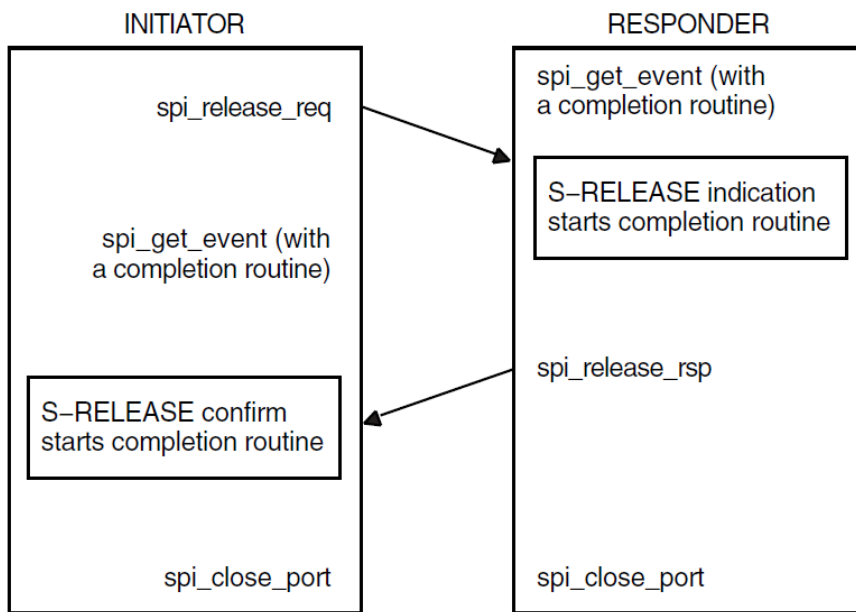 INITIATOR
spi_release_req
spi_get_event (with
a completion routine)
S–RELEASE confirm
starts completion routine
spi_close_port
RESPONDER
spi_get_event (with
a completion routine)
S–RELEASE indication
starts completion routine
spi_release_rsp
spi_close_port